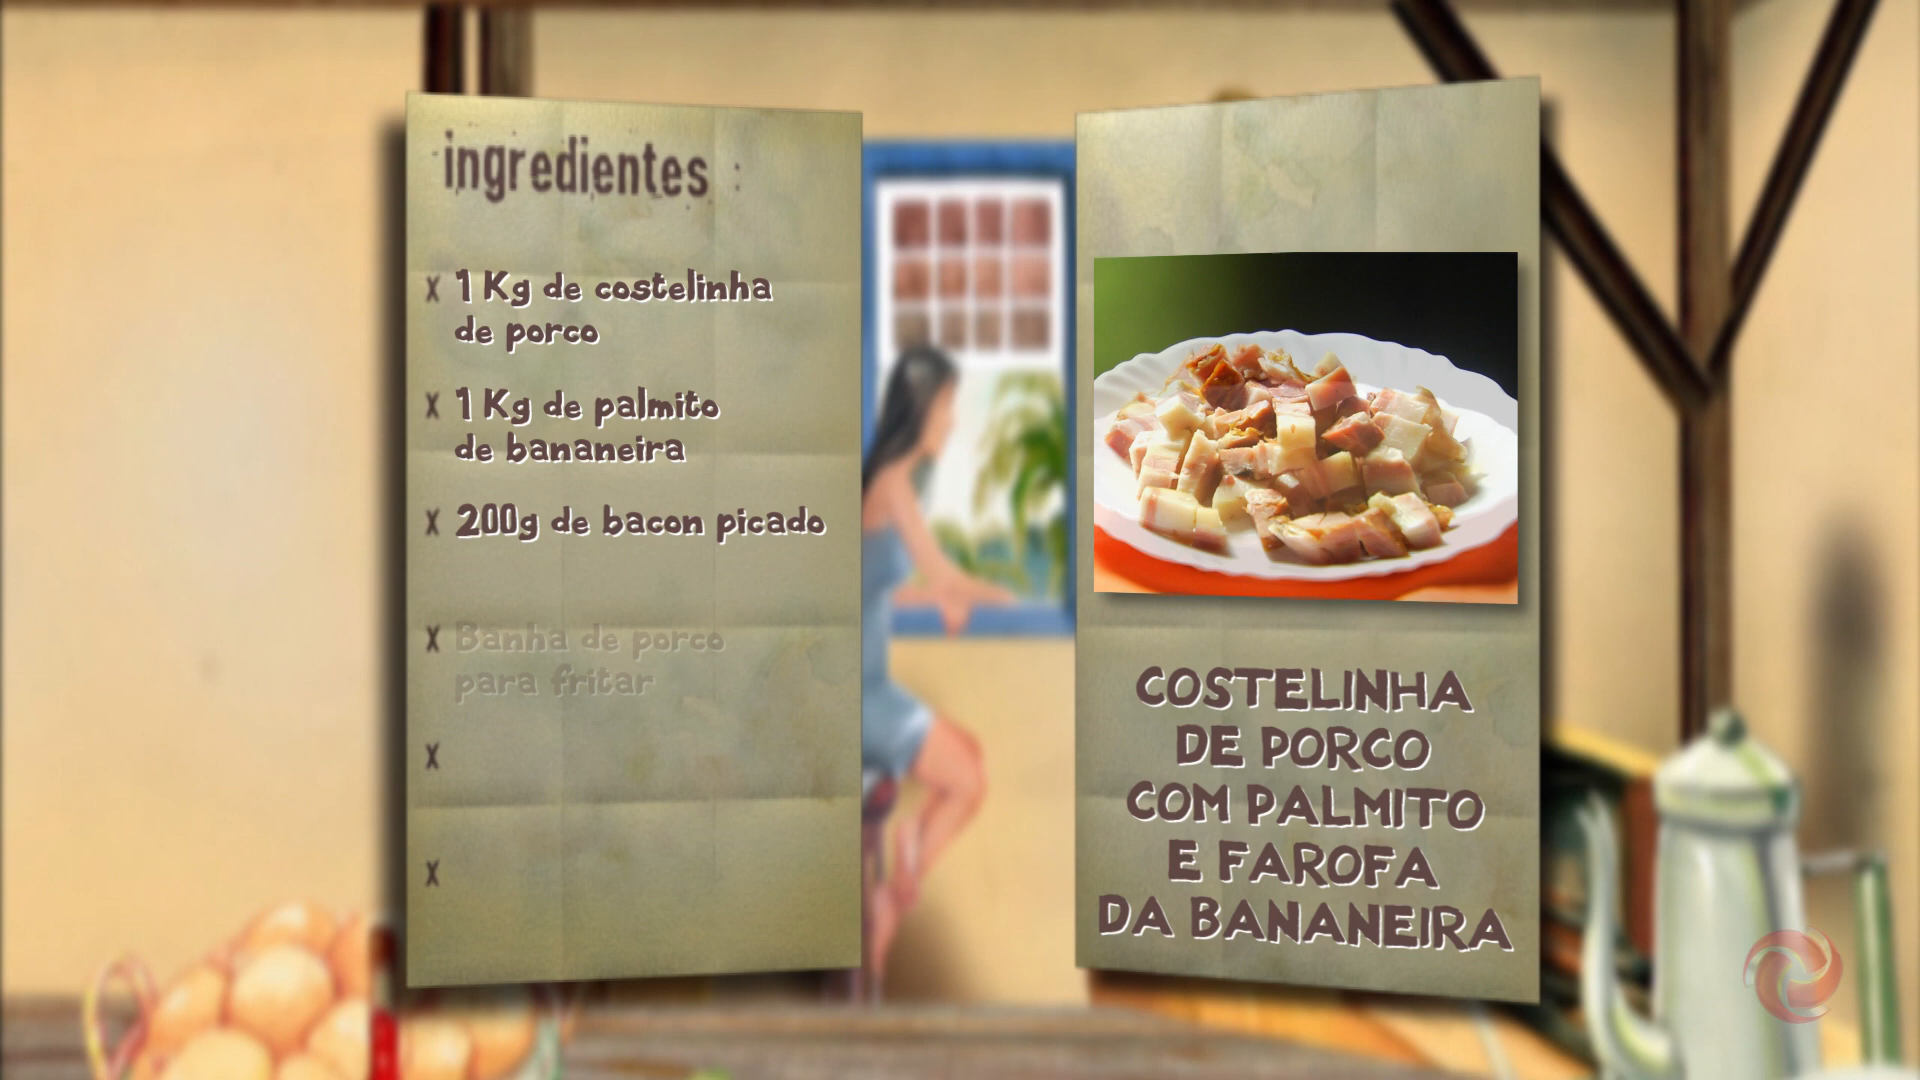 ingredientes :
x 1 Kg de costelinha
de porco
x 1 Kg de palmito
de bananeira
x 200g de bacon picado
x Banha de porco
para fritar
x
x
COSTELINHA
DE PORCO
COM PALMITO
E FAROFA
DA BANANEIRA